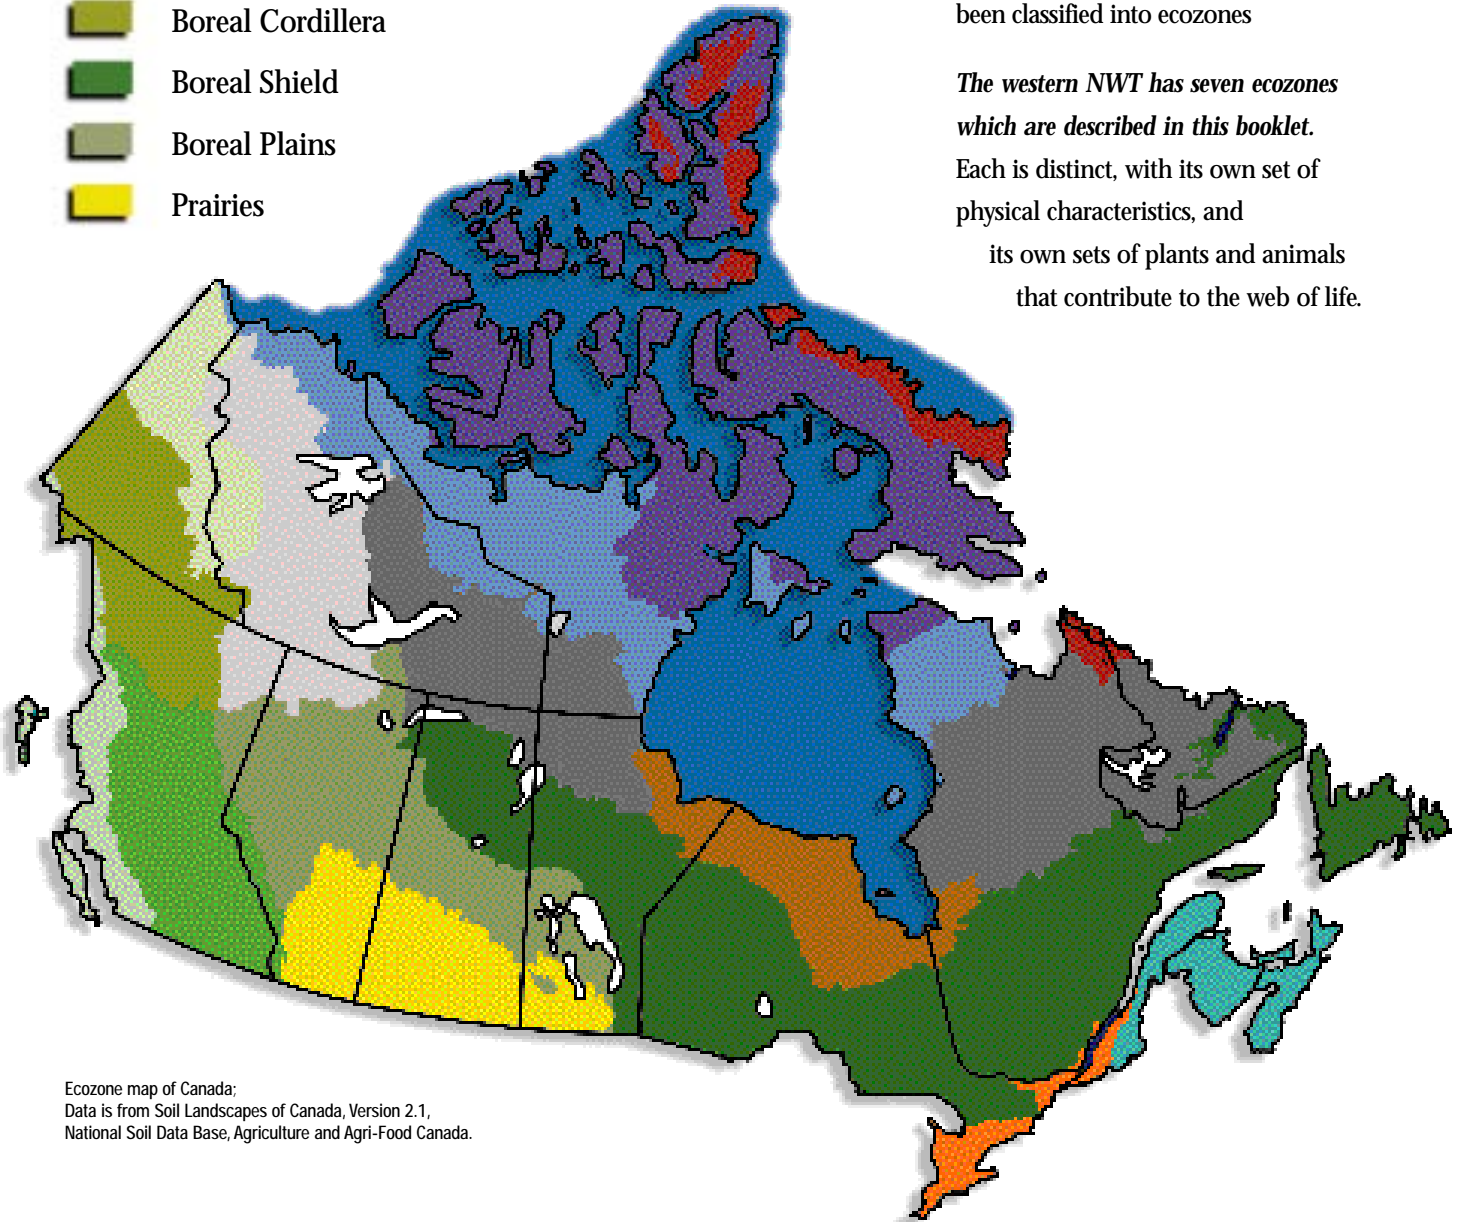 Boreal Cordillera
Boreal Shield
Boreal Plains
Prairies
been classified into ecozones
The western NWT has seven ecozones
which are described in this booklet.
Each is distinct, with its own set of
physical characteristics, and
its own sets of plants and animals
that contribute to the web of life.
Ecozone map of Canada;
Data is from Soil Landscapes of Canada, Version 2.1,
National Soil Data Base, Agriculture and Agri-Food Canada.